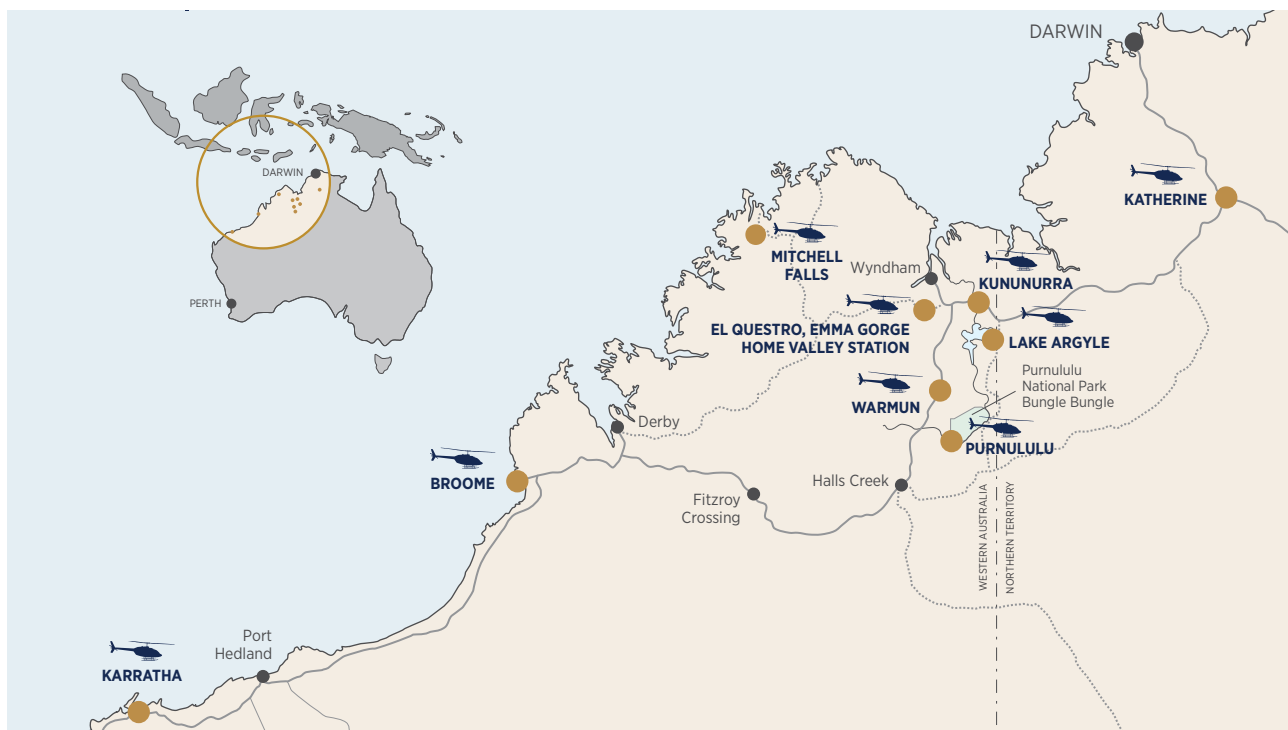 DARWIN
DARWIN
PERTH
KATHERINE
MITCHELL
FALLS
Wyndham
KUNUNURRA
EL QUESTRO, EMMA GORGE
HOME VALLEY STATION
LAKE ARGYLE
Purnululu
National Park
Bungle Bungle
WARMUN
PURNULULU
Derby
BROOME
Halls Creek
Fitzroy
Crossing
WESTERN AUSTRALIA
NORTHERN TERRITORY
Port
Hedland
KARRATHA